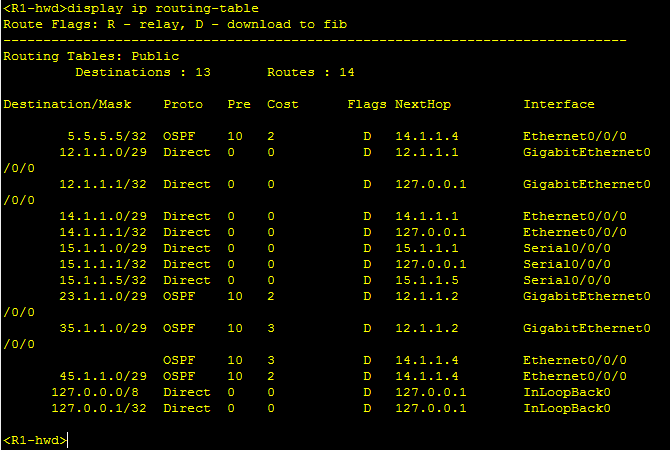 <R1-hwd>display ip routing-table
Route Flags: R - relay, D - download to fib
------------------------------------------------------------------------------
Routing Tables: Public
         Destinations : 13       Routes : 14

Destination/Mask    Proto   Pre  Cost      Flags NextHop         Interface

        5.5.5.5/32  OSPF    10   2           D   14.1.1.4        Ethernet0/0/0
       12.1.1.0/29  Direct  0    0           D   12.1.1.1        GigabitEthernet0
/0/0
       12.1.1.1/32  Direct  0    0           D   127.0.0.1       GigabitEthernet0
/0/0
       14.1.1.0/29  Direct  0    0           D   14.1.1.1        Ethernet0/0/0
       14.1.1.1/32  Direct  0    0           D   127.0.0.1       Ethernet0/0/0
       15.1.1.0/29  Direct  0    0           D   15.1.1.1        Serial0/0/0
       15.1.1.1/32  Direct  0    0           D   127.0.0.1       Serial0/0/0
       15.1.1.5/32  Direct  0    0           D   15.1.1.5        Serial0/0/0
       23.1.1.0/29  OSPF    10   2           D   12.1.1.2        GigabitEthernet0
/0/0
       35.1.1.0/29  OSPF    10   3           D   12.1.1.2        GigabitEthernet0
/0/0
                    OSPF    10   3           D   14.1.1.4        Ethernet0/0/0
       45.1.1.0/29  OSPF    10   2           D   14.1.1.4        Ethernet0/0/0
      127.0.0.0/8   Direct  0    0           D   127.0.0.1       InLoopBack0
      127.0.0.1/32  Direct  0    0           D   127.0.0.1       InLoopBack0

<R1-hwd>